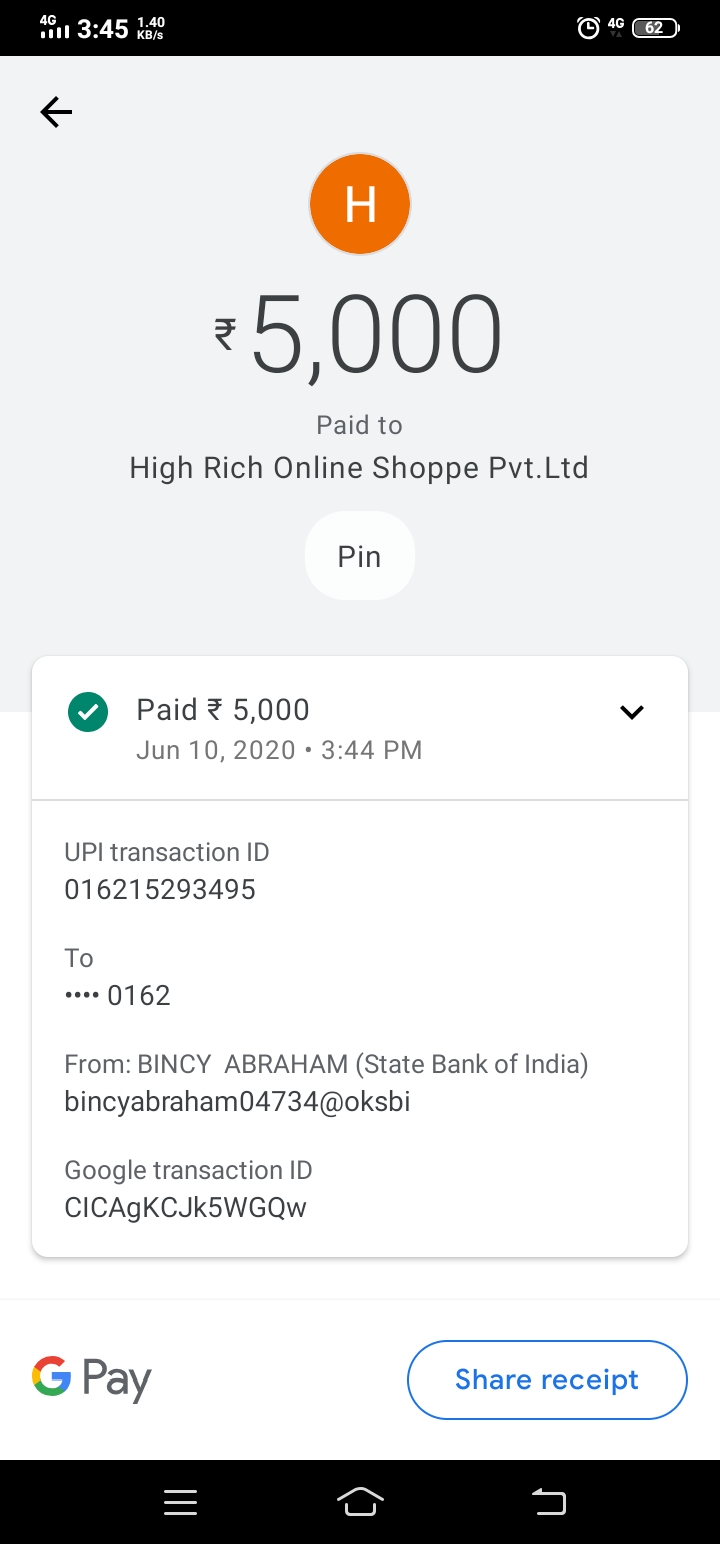 4G 3:45 1.40 KB/s 4G 62
H
₹5,000
Paid to
High Rich Online Shoppe Pvt.Ltd
Pin
Paid ₹ 5,000
Jun 10, 2020 • 3:44 PM
UPI transaction ID
016215293495
To
•••• 0162
From: BINCY  ABRAHAM (State Bank of India)
bincyabraham04734@oksbi
Google transaction ID
CICAgKCJk5WGQw
G Pay
Share receipt